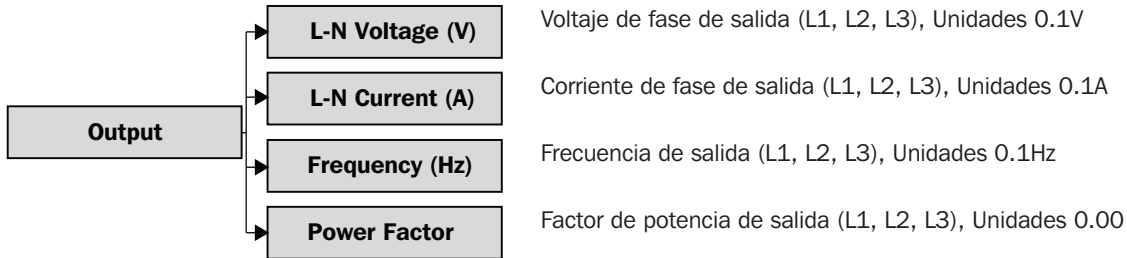 L-N Voltage (V) Voltaje de fase de salida (L1, L2, L3), Unidades 0.1V
L-N Current (A) Corriente de fase de salida (L1, L2, L3), Unidades 0.1A
Output
Frequency (Hz) Frecuencia de salida (L1, L2, L3), Unidades 0.1Hz
Power Factor Factor de potencia de salida (L1, L2, L3), Unidades 0.00